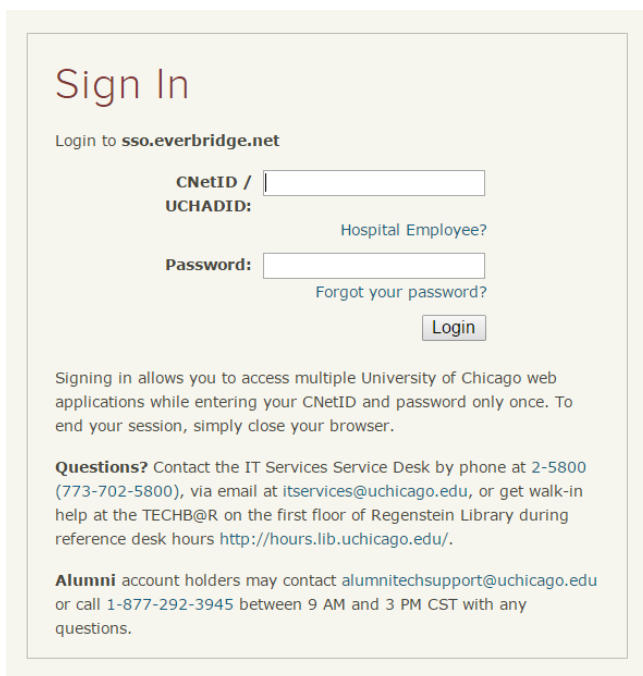 Sign In
Login to sso.everbridge.net
CNetID /
UCHADID:
Hospital Employee?
Password:
Forgot your password?
Login
Signing in allows you to access multiple University of Chicago web
applications while entering your CNetID and password only once. To
end your session, simply close your browser.
Questions? Contact the IT Services Service Desk by phone at 2-5800
(773-702-5800), via email at itservices@uchicago.edu, or get walk-in
help at the TECHB@R on the first floor of Regenstein Library during
reference desk hours http://hours.lib.uchicago.edu/.
Alumni account holders may contact alumnitechsupport@uchicago.edu
or call 1-877-292-3945 between 9 AM and 3 PM CST with any
questions.